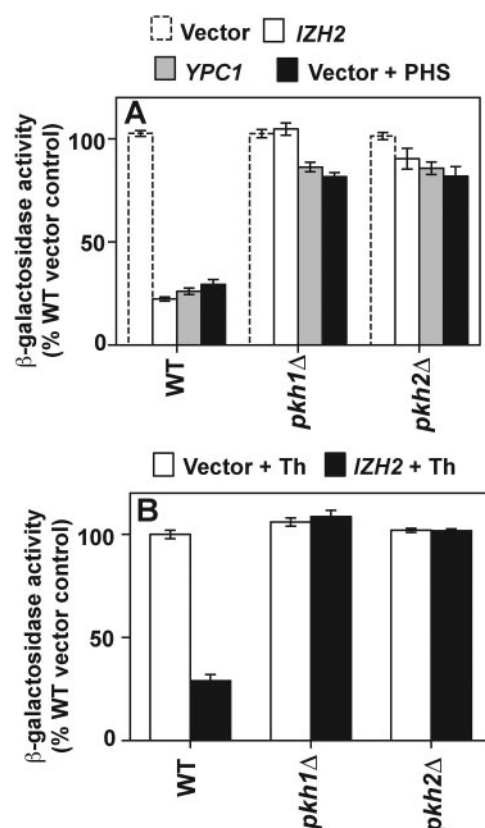 Vector IZH2
YPC1 Vector + PHS
A
β-galactosidase activity
(% WT vector control)
100
50
0
WT
pkh1Δ
pkh2Δ
Vector + Th IZH2 + Th
B
β-galactosidase activity
(% WT vector control)
100
50
0
WT
pkh1Δ
pkh2Δ